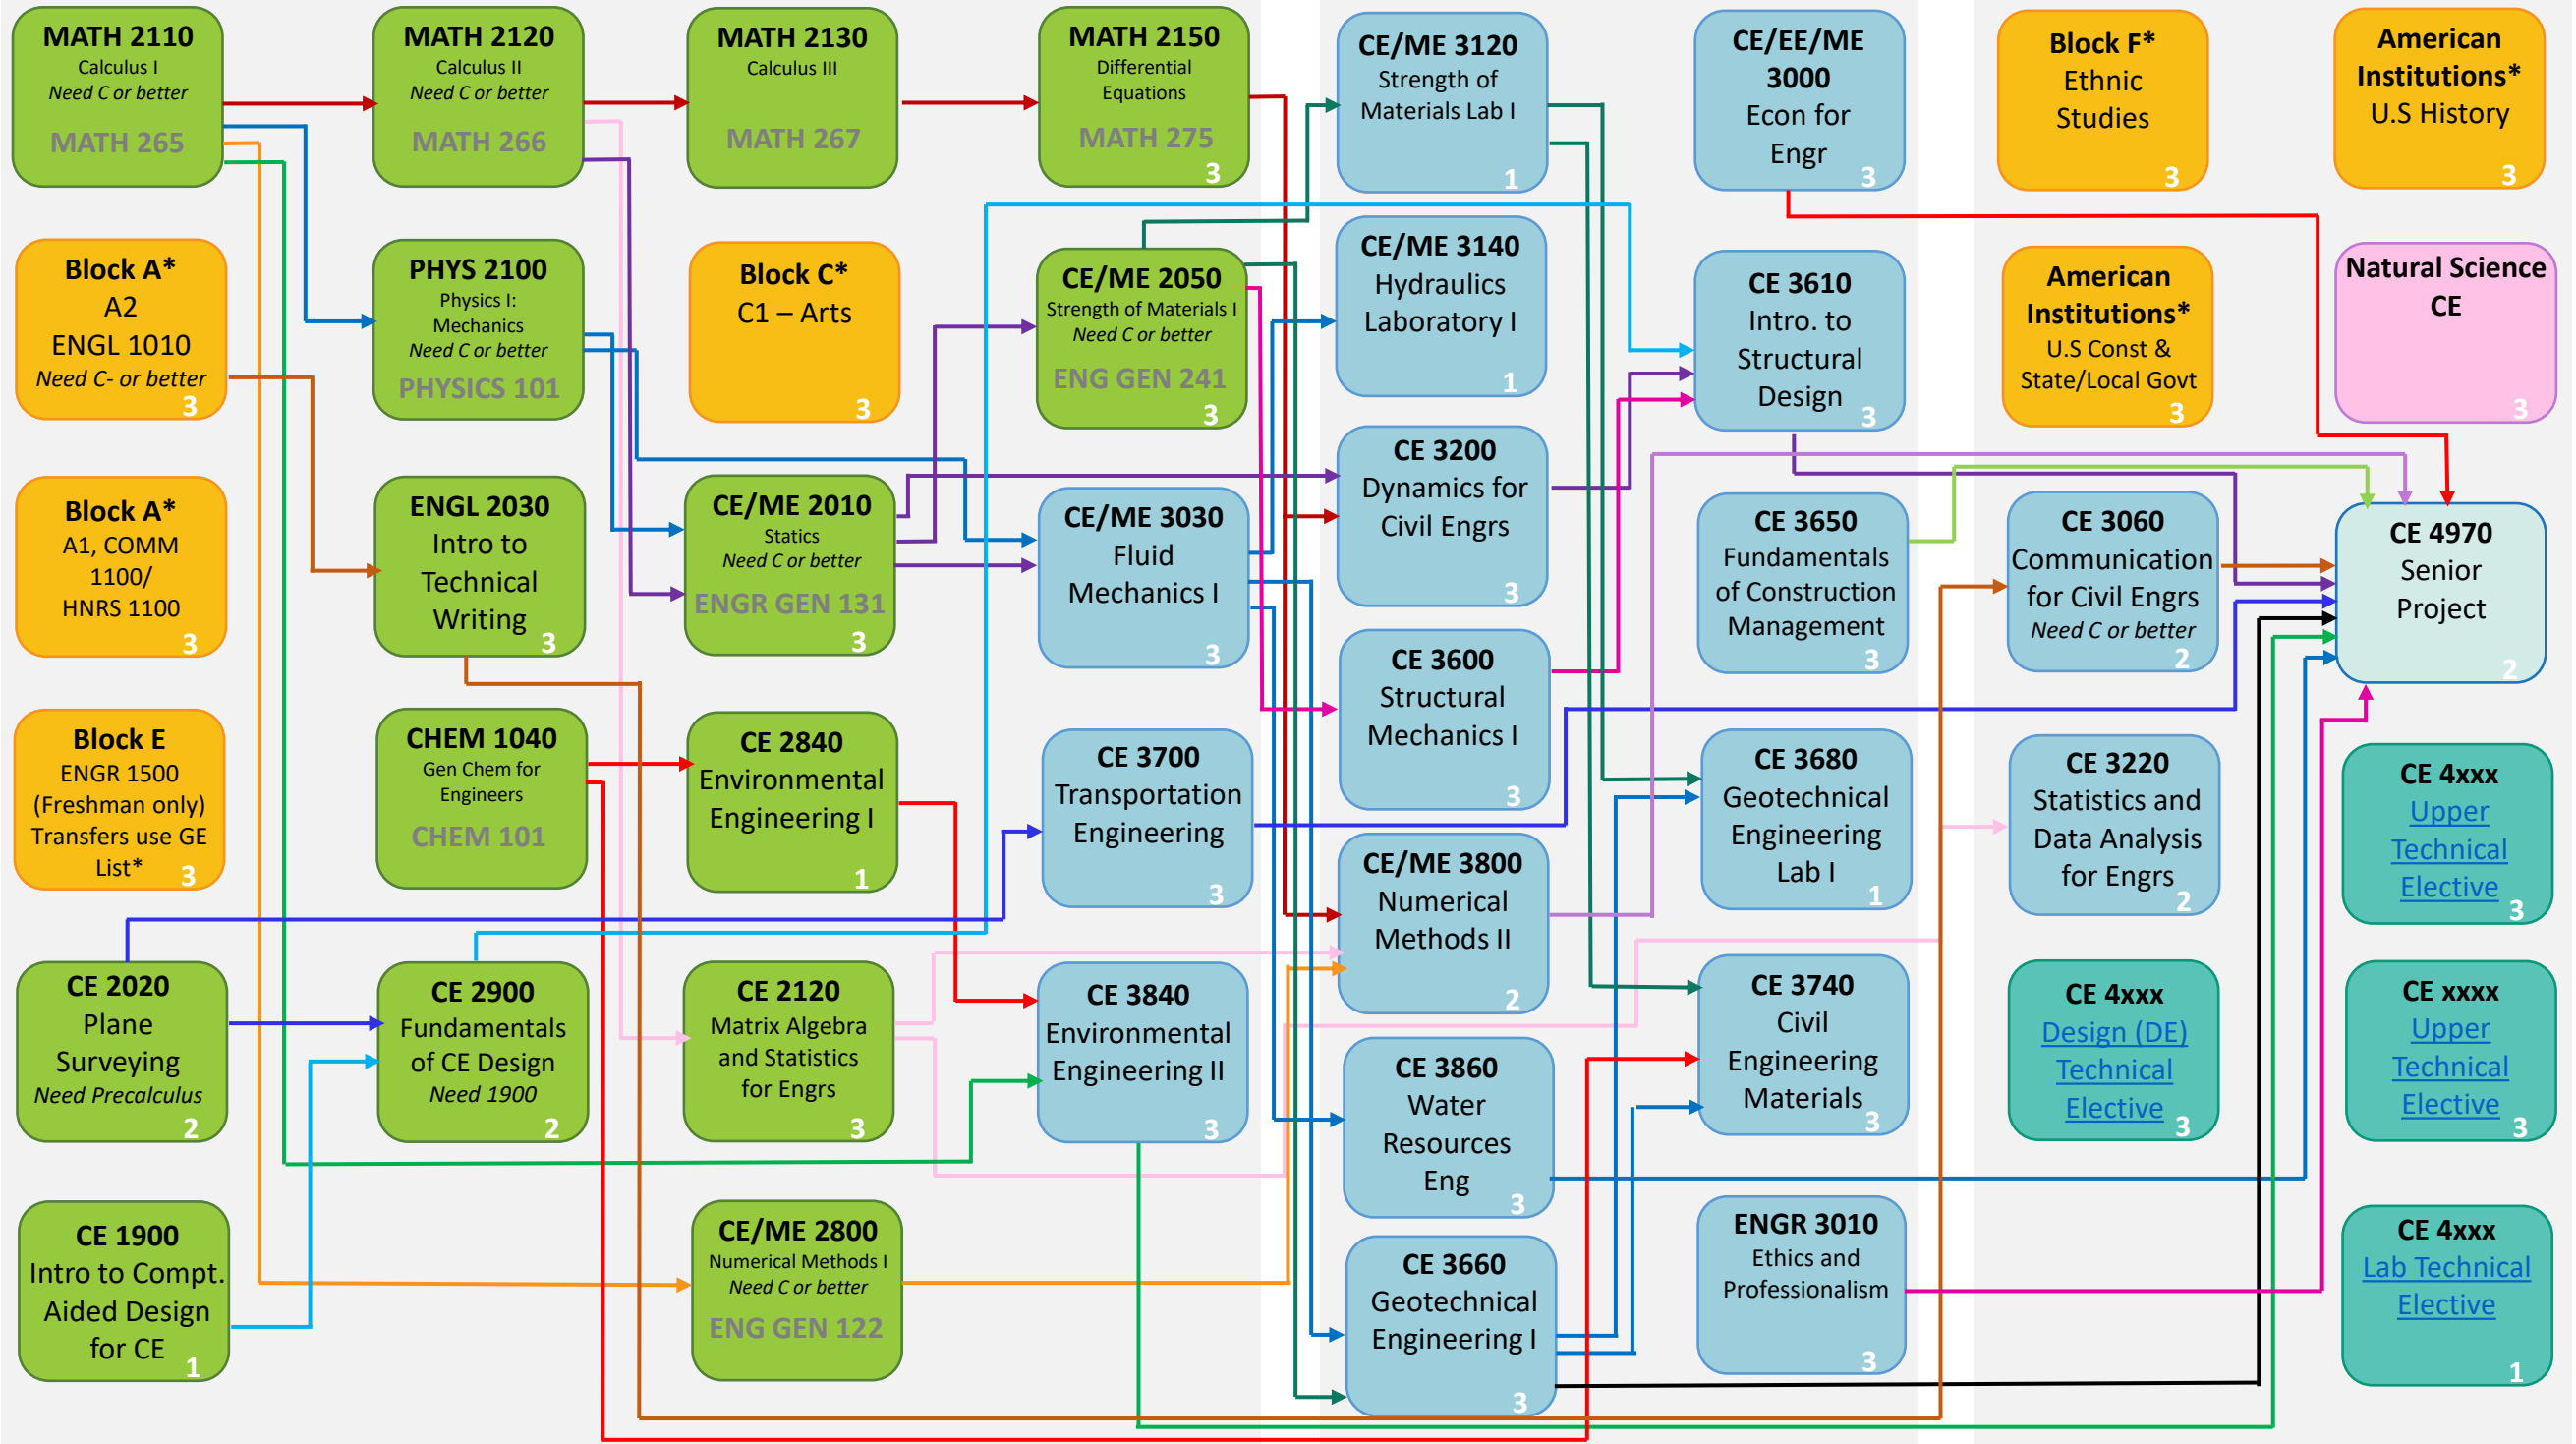 MATH 2110
Calculus I
Need C or better
MATH 265
MATH 2120
Calculus II
Need C or better
MATH 266
MATH 2130
Calculus III
MATH 267
MATH 2150
Differential
Equations
MATH 275
3
CE/ME 3120
Strength of
Materials Lab I
1
CE/EE/ME
3000
Econ for
Engr
3
Block F*
Ethnic
Studies
3
American
Institutions*
U.S History
3
Block A*
A2
ENGL 1010
Need C- or better
3
PHYS 2100
Physics I:
Mechanics
Need C or better
PHYSICS 101
Block C*
C1 – Arts
3
CE/ME 2050
Strength of Materials I
Need C or better
ENG GEN 241
3
CE/ME 3140
Hydraulics
Laboratory I
1
CE 3610
Intro. to
Structural
Design
3
American
Institutions*
U.S Const &
State/Local Govt
3
Natural Science
CE
3
Block A*
A1, COMM
1100/
HNRS 1100
3
ENGL 2030
Intro to
Technical
Writing
3
CE/ME 2010
Statics
Need C or better
ENGR GEN 131
3
CE/ME 3030
Fluid
Mechanics I
3
CE 3200
Dynamics for
Civil Engrs
3
CE 3650
Fundamentals
of Construction
Management
3
CE 3060
Communication
for Civil Engrs
Need C or better
2
CE 4970
Senior
Project
2
Block E
ENGR 1500
(Freshman only)
Transfers use GE
List*
3
CHEM 1040
Gen Chem for
Engineers
CHEM 101
CE 2840
Environmental
Engineering I
1
CE 3700
Transportation
Engineering
3
CE 3600
Structural
Mechanics I
3
CE 3680
Geotechnical
Engineering
Lab I
1
CE 3220
Statistics and
Data Analysis
for Engrs
2
CE 4xxx
Upper
Technical
Elective
3
CE/ME 3800
Numerical
Methods II
2
CE 2020
Plane
Surveying
Need Precalculus
2
CE 2900
Fundamentals
of CE Design
Need 1900
2
CE 2120
Matrix Algebra
and Statistics
for Engrs
3
CE 3840
Environmental
Engineering II
3
CE 3860
Water
Resources
Eng
3
CE 3740
Civil
Engineering
Materials
3
CE 4xxx
Design (DE)
Technical
Elective
3
CE xxxx
Upper
Technical
Elective
3
CE 1900
Intro to Compt.
Aided Design
for CE
1
CE/ME 2800
Numerical Methods I
Need C or better
ENG GEN 122
CE 3660
Geotechnical
Engineering I
3
ENGR 3010
Ethics and
Professionalism
3
CE 4xxx
Lab Technical
Elective
1